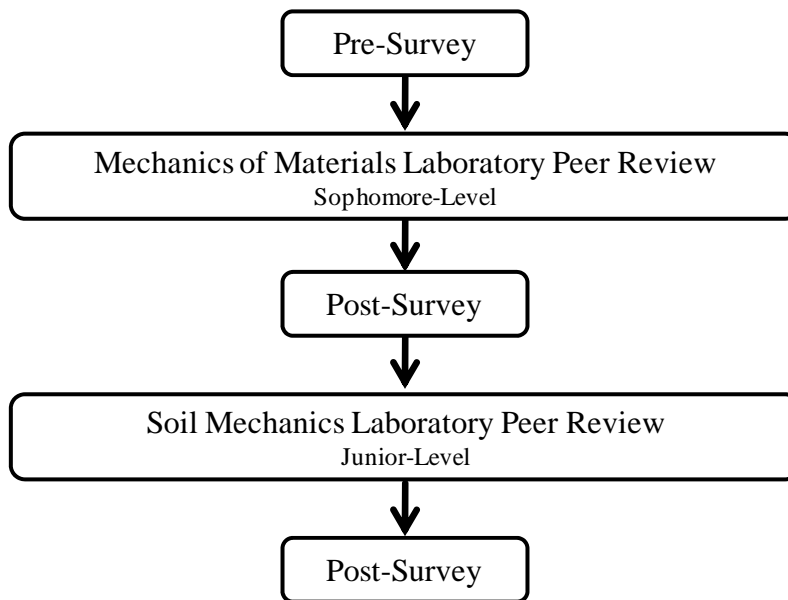 Pre-Survey
Mechanics of Materials Laboratory Peer Review
Sophomore-Level
Post-Survey
Soil Mechanics Laboratory Peer Review
Junior-Level
Post-Survey